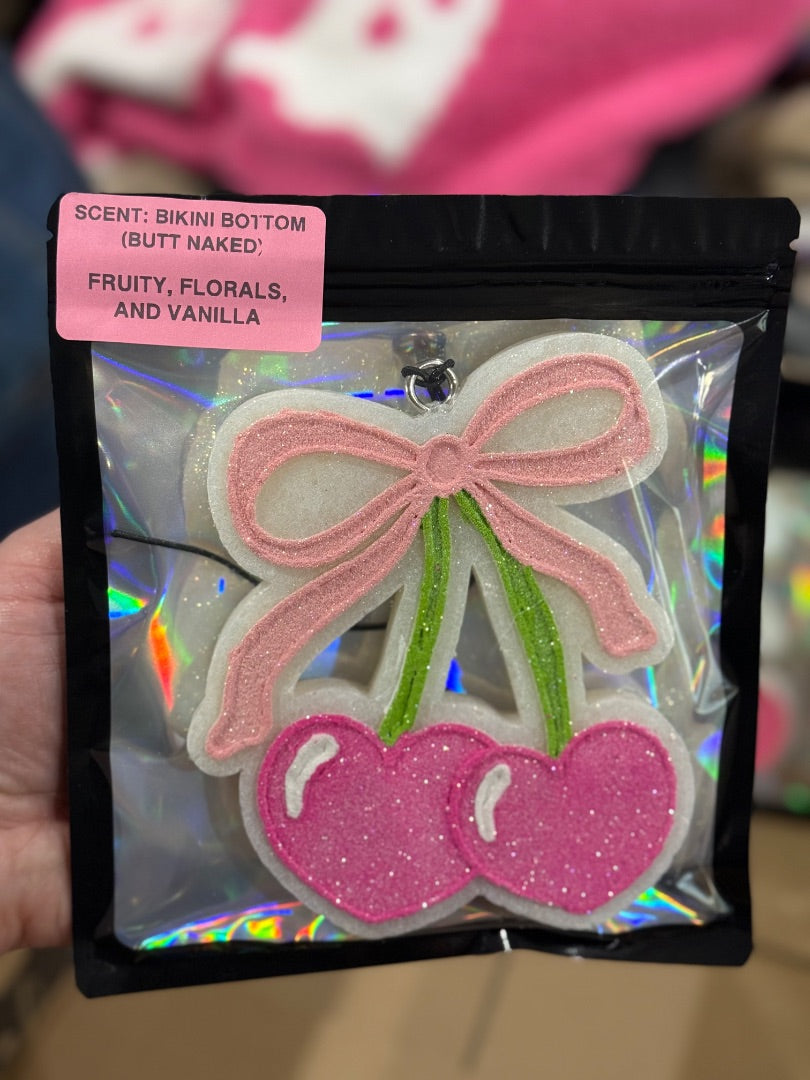 SCENT: BIKINI BOTTOM
(BUTT NAKED)
FRUITY, FLORALS,
AND VANILLA